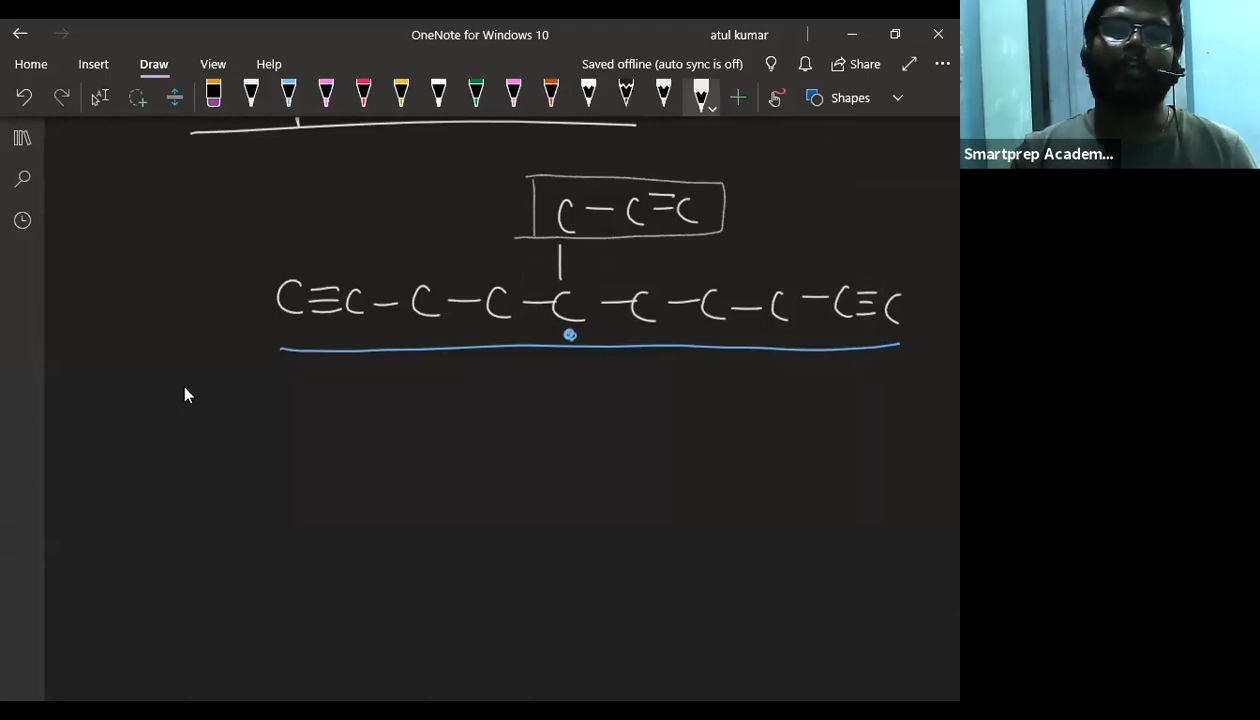 OneNote for Windows 10
atul kumar
Home Insert Draw View Help
Saved offline (auto sync is off)
Share
Shapes
Smartprep Academ...
C-C=C
C≡C-C-C-C-C-C-C-C≡C